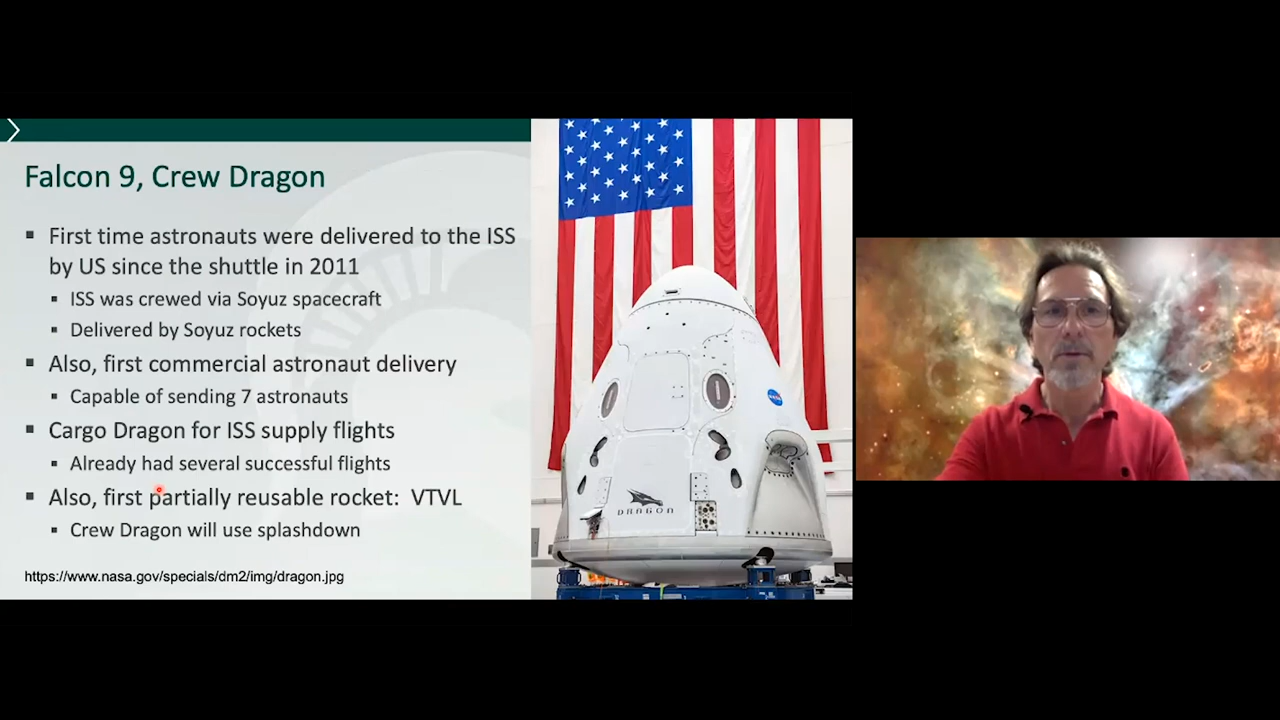 Falcon 9, Crew Dragon
▪ First time astronauts were delivered to the ISS
by US since the shuttle in 2011
▪ ISS was crewed via Soyuz spacecraft
▪ Delivered by Soyuz rockets
▪ Also, first commercial astronaut delivery
▪ Capable of sending 7 astronauts
▪ Cargo Dragon for ISS supply flights
▪ Already had several successful flights
▪ Also, first partially reusable rocket: VTVL
▪ Crew Dragon will use splashdown
https://www.nasa.gov/specials/dm2/img/dragon.jpg
NASA
DRAGON